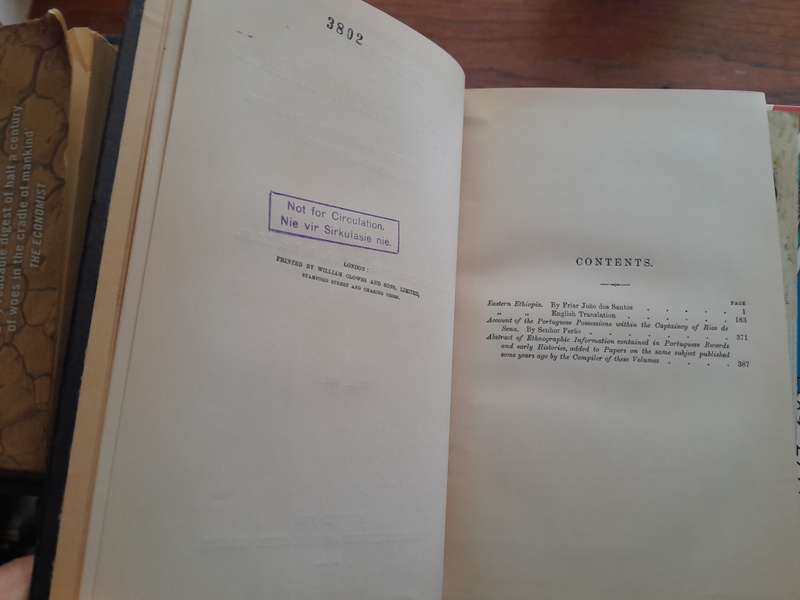 ...adable digest of half a century
of woes in the cradle of mankind'
THE ECONOMIST
3802
Not for Circulation.
Nie vir Sirkulasie nie.
LONDON:
PRINTED BY WILLIAM CLOWES AND SONS, LIMITED,
STAMFORD STREET AND CHARING CROSS.
CONTENTS.
PAGE
Eastern Ethiopia. By Friar João dos Santos . . . . . 1
„ „ English Translation . . . . . 183
Account of the Portuguese Possessions within the Captaincy of Rios de
Sena. By Senhor Ferão . . . . . . . . 371
Abstract of Ethnographic Information contained in Portuguese Records
and early Histories, added to Papers on the same subject published
some years ago by the Compiler of these Volumes . . . . 387